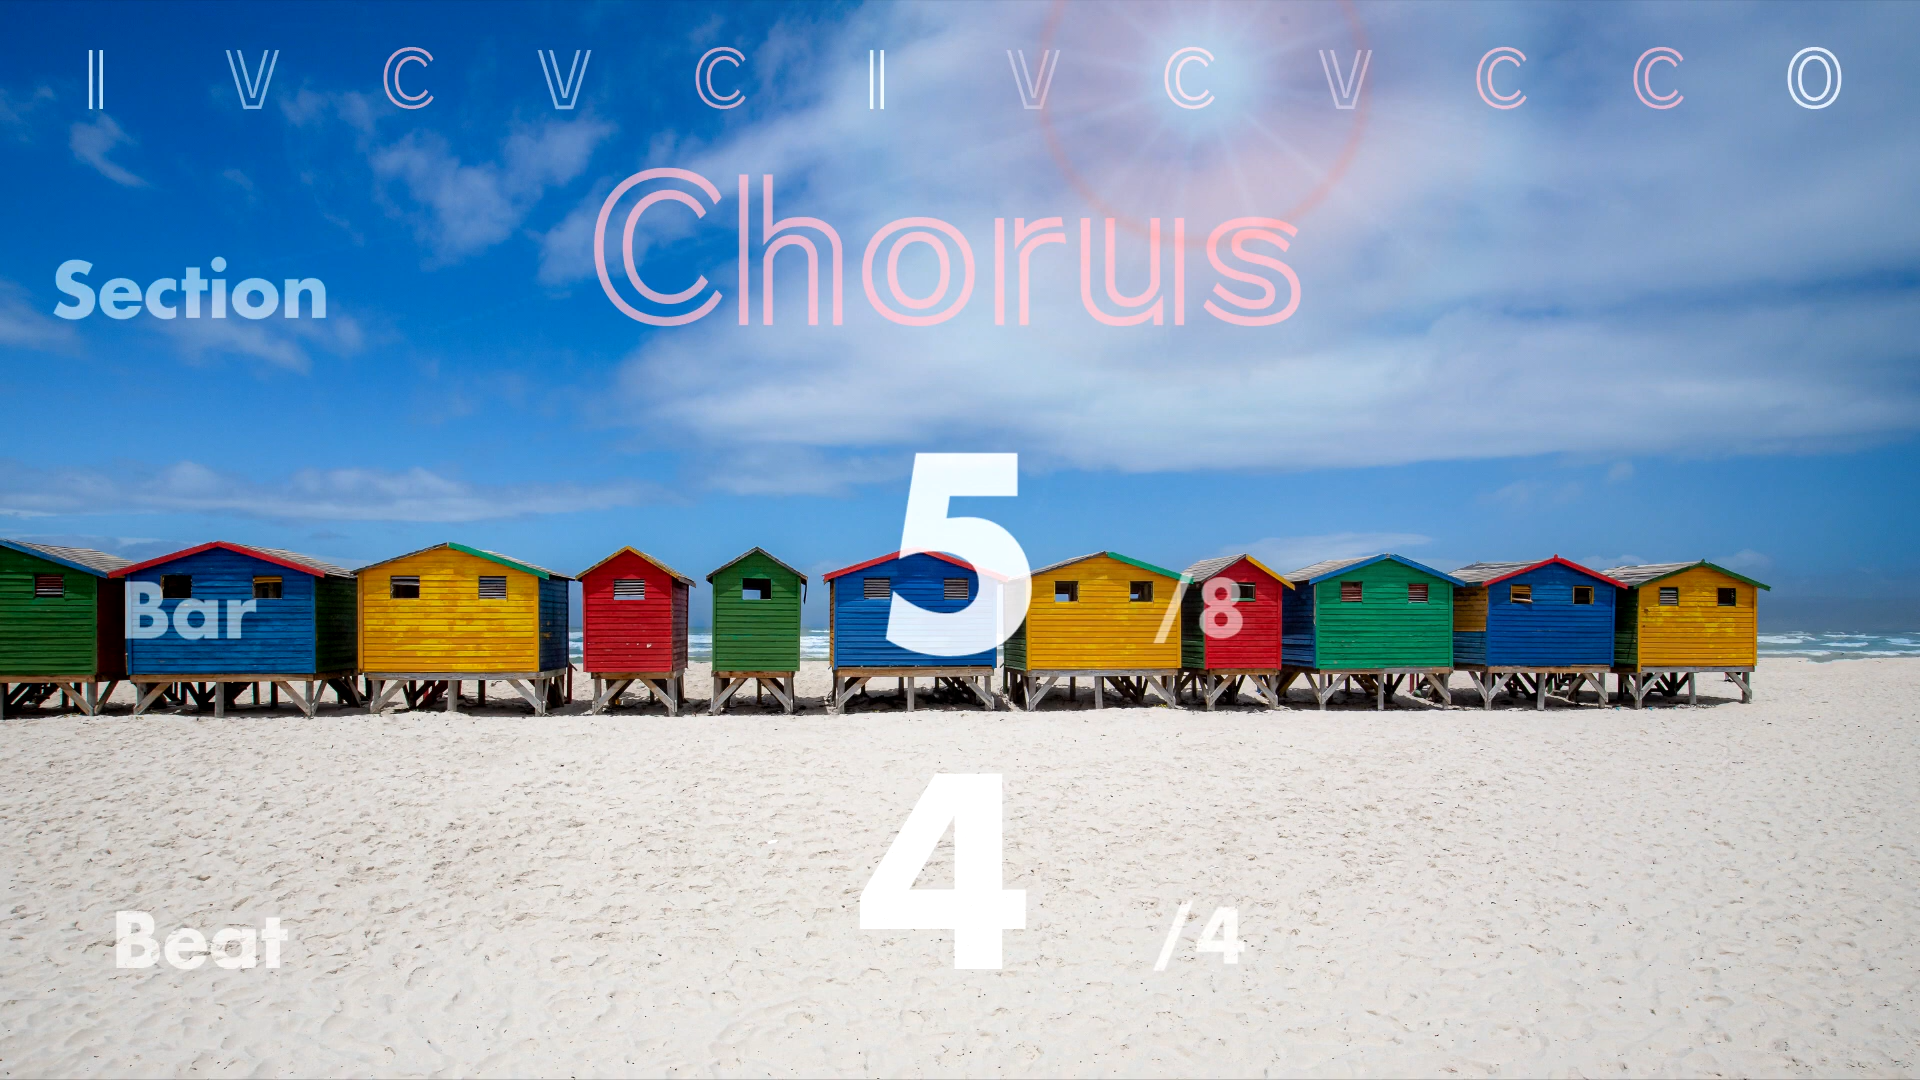 I V C V C I V C V C C O
Chorus
Section
5
Bar /8
4
Beat /4